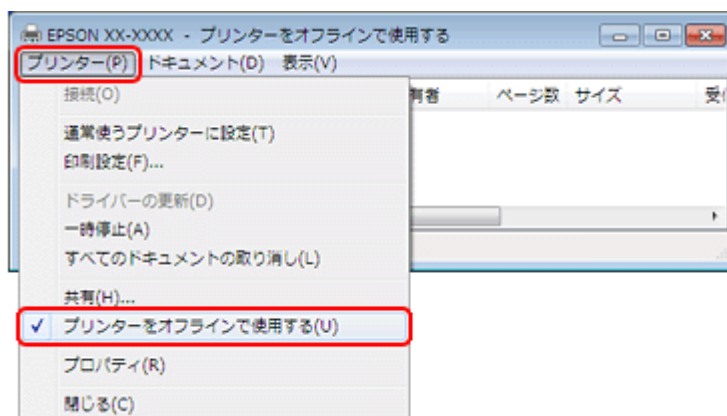 EPSON XX-XXXX - プリンターをオフラインで使用する
プリンター(P) ドキュメント(D) 表示(V)
接続(O)
有者 ページ数 サイズ 受
通常使うプリンターに設定(T)
印刷設定(F)...
ドライバーの更新(D)
一時停止(A)
すべてのドキュメントの取り消し(L)
共有(H)...
プリンターをオフラインで使用する(U)
プロパティ(R)
閉じる(C)